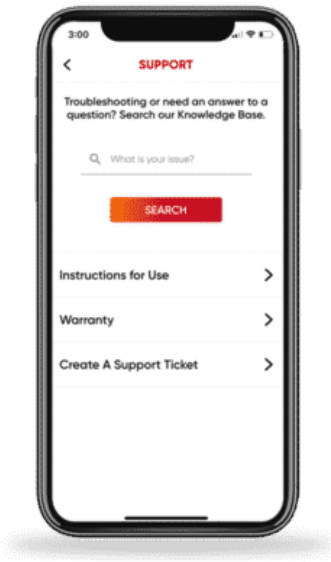 3:00
SUPPORT
Troubleshooting or need an answer to a
question? Search our Knowledge Base.
What is your issue?
SEARCH
Instructions for Use
Warranty
Create A Support Ticket